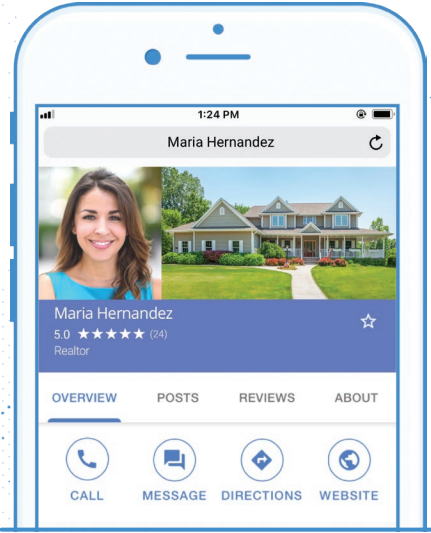 1:24 PM
Maria Hernandez
Maria Hernandez
5.0 ★★★★★ (24)
Realtor
OVERVIEW POSTS REVIEWS ABOUT
CALL MESSAGE DIRECTIONS WEBSITE